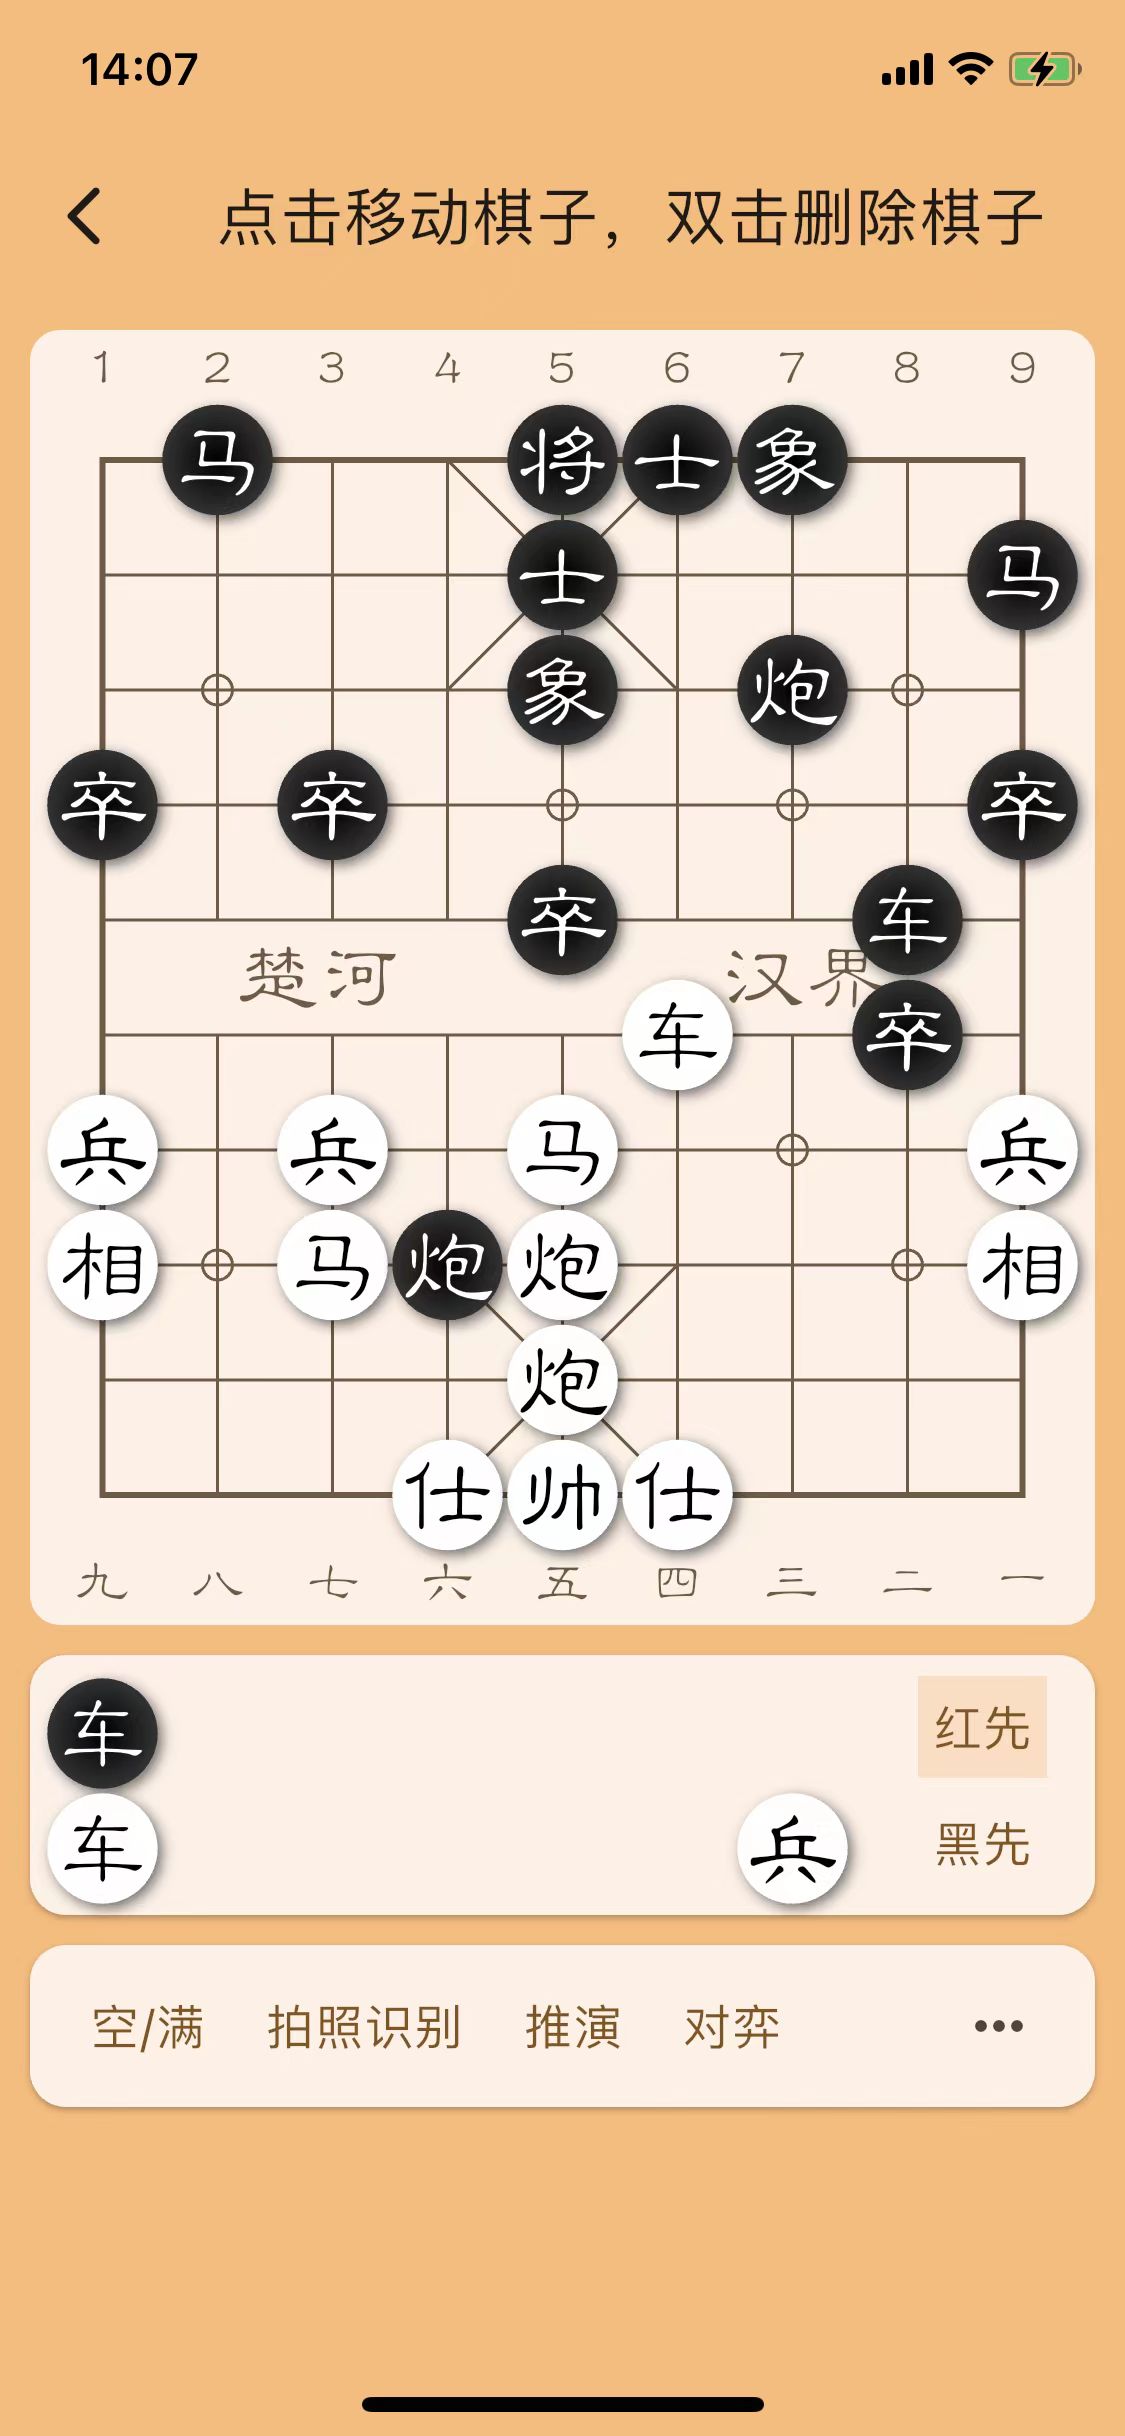 14:07
点击移动棋子，双击删除棋子
1 2 3 4 5 6 7 8 9
马 将 士 象
士 马
象 炮
卒 卒 卒
卒 车
楚河 汉界
车 卒
兵 兵 马 兵
相 马 炮 炮 相
炮
仕 帅 仕
九 八 七 六 五 四 三 二 一
车 红先
车 兵 黑先
空/满 拍照识别 推演 对弈 •••